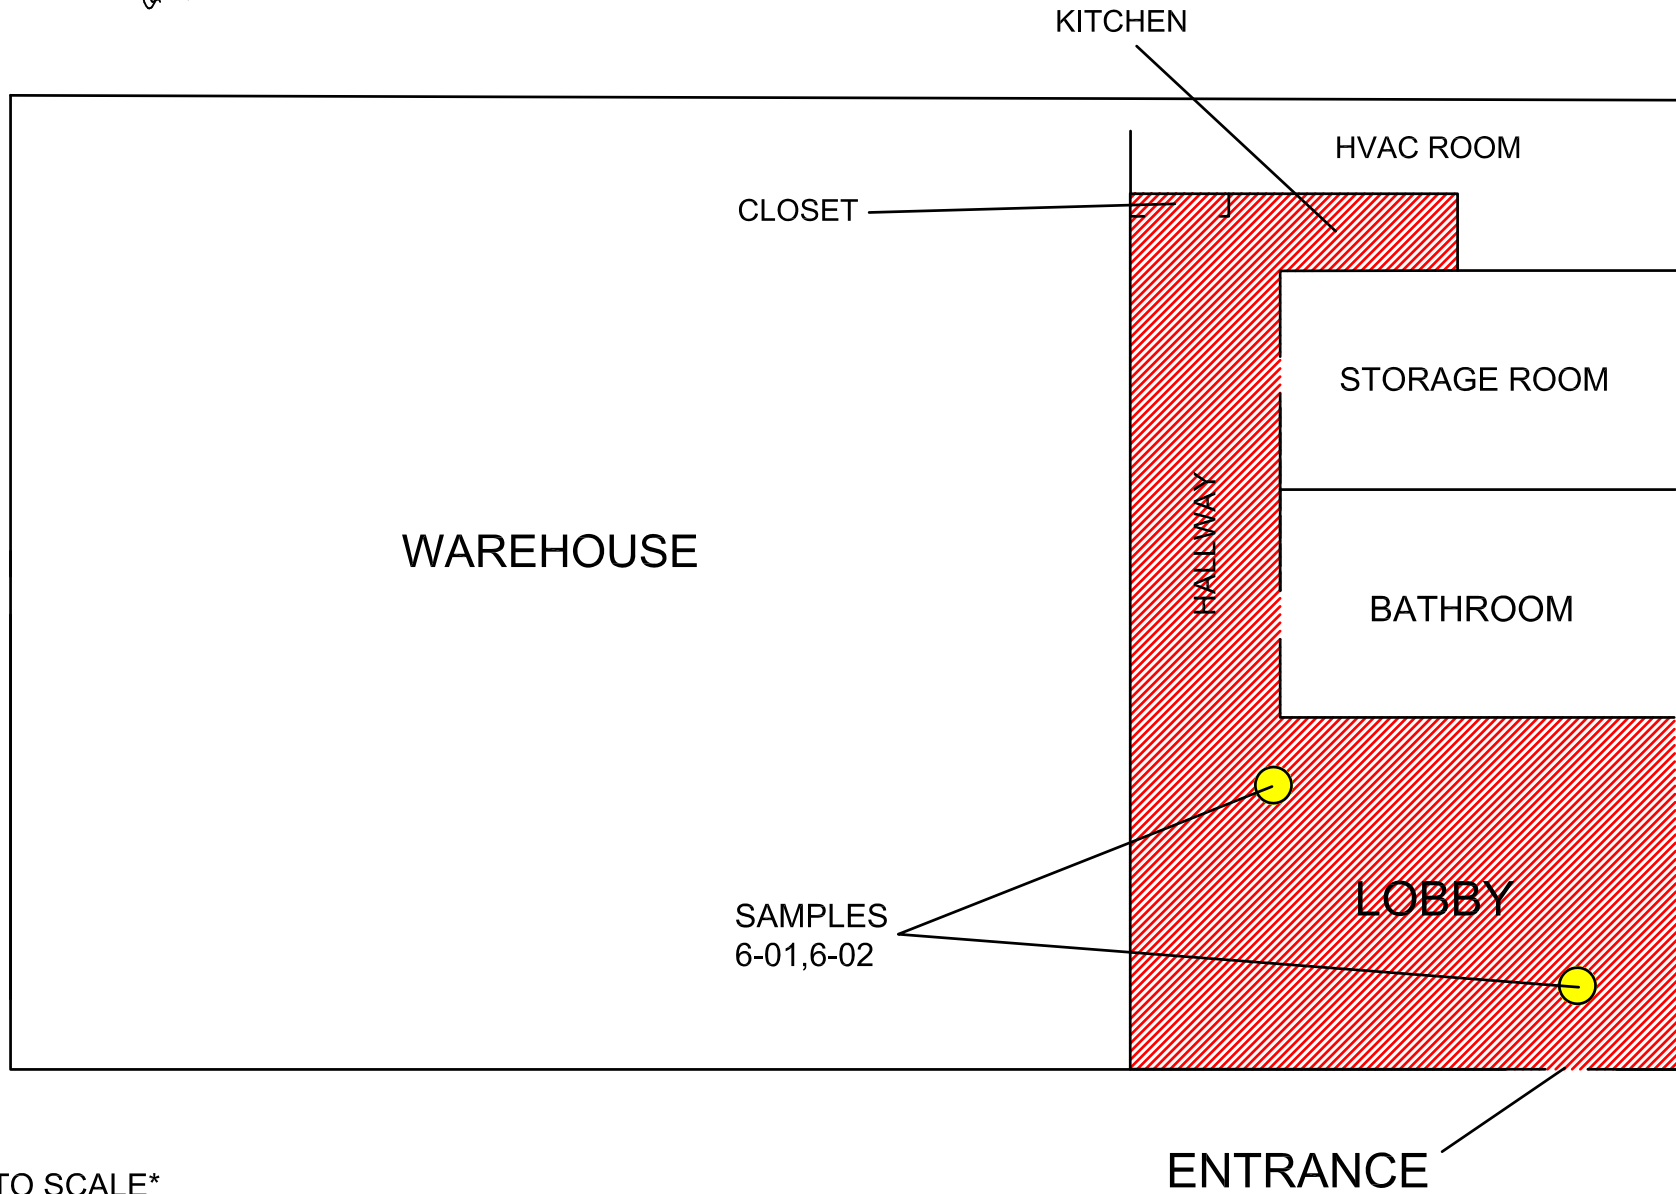 KITCHEN
HVAC ROOM
CLOSET
STORAGE ROOM
HALLWAY
WAREHOUSE
BATHROOM
LOBBY
SAMPLES
6-01,6-02
ENTRANCE
TO SCALE*